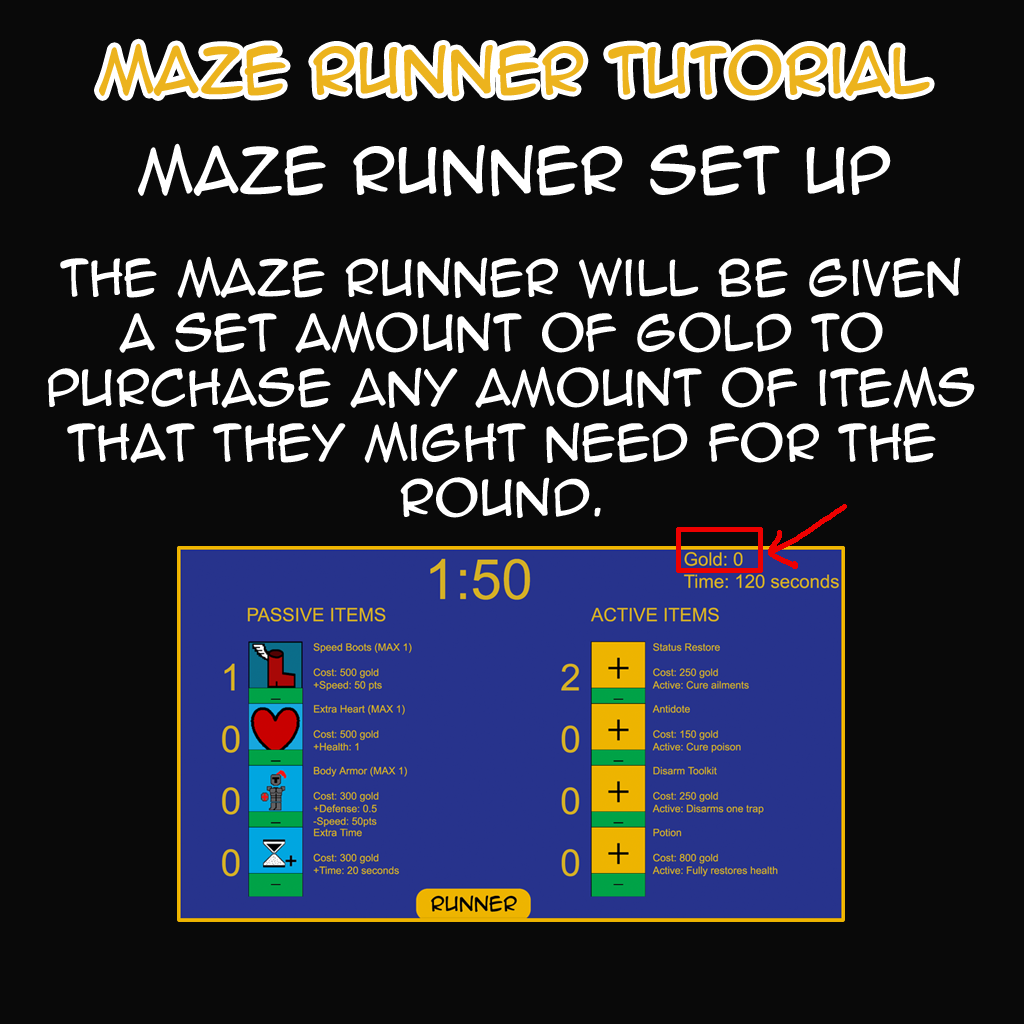 MAZE RUNNER TUTORIAL
MAZE RUNNER SET UP
THE MAZE RUNNER WILL BE GIVEN
A SET AMOUNT OF GOLD TO
PURCHASE ANY AMOUNT OF ITEMS
THAT THEY MIGHT NEED FOR THE
ROUND.
1:50
Gold: 0
Time: 120 seconds
PASSIVE ITEMS
1
Speed Boots (MAX 1)
Cost: 500 gold
+Speed: 50 pts
–
0
Extra Heart (MAX 1)
Cost: 500 gold
+Health: 1
–
0
Body Armor (MAX 1)
Cost: 300 gold
+Defense: 0.5
-Speed: 50pts
–
0
Extra Time
Cost: 300 gold
+Time: 20 seconds
+
–
ACTIVE ITEMS
2
+
Status Restore
Cost: 250 gold
Active: Cure ailments
–
0
+
Antidote
Cost: 150 gold
Active: Cure poison
–
0
+
Disarm Toolkit
Cost: 250 gold
Active: Disarms one trap
–
0
+
Potion
Cost: 800 gold
Active: Fully restores health
–
RUNNER